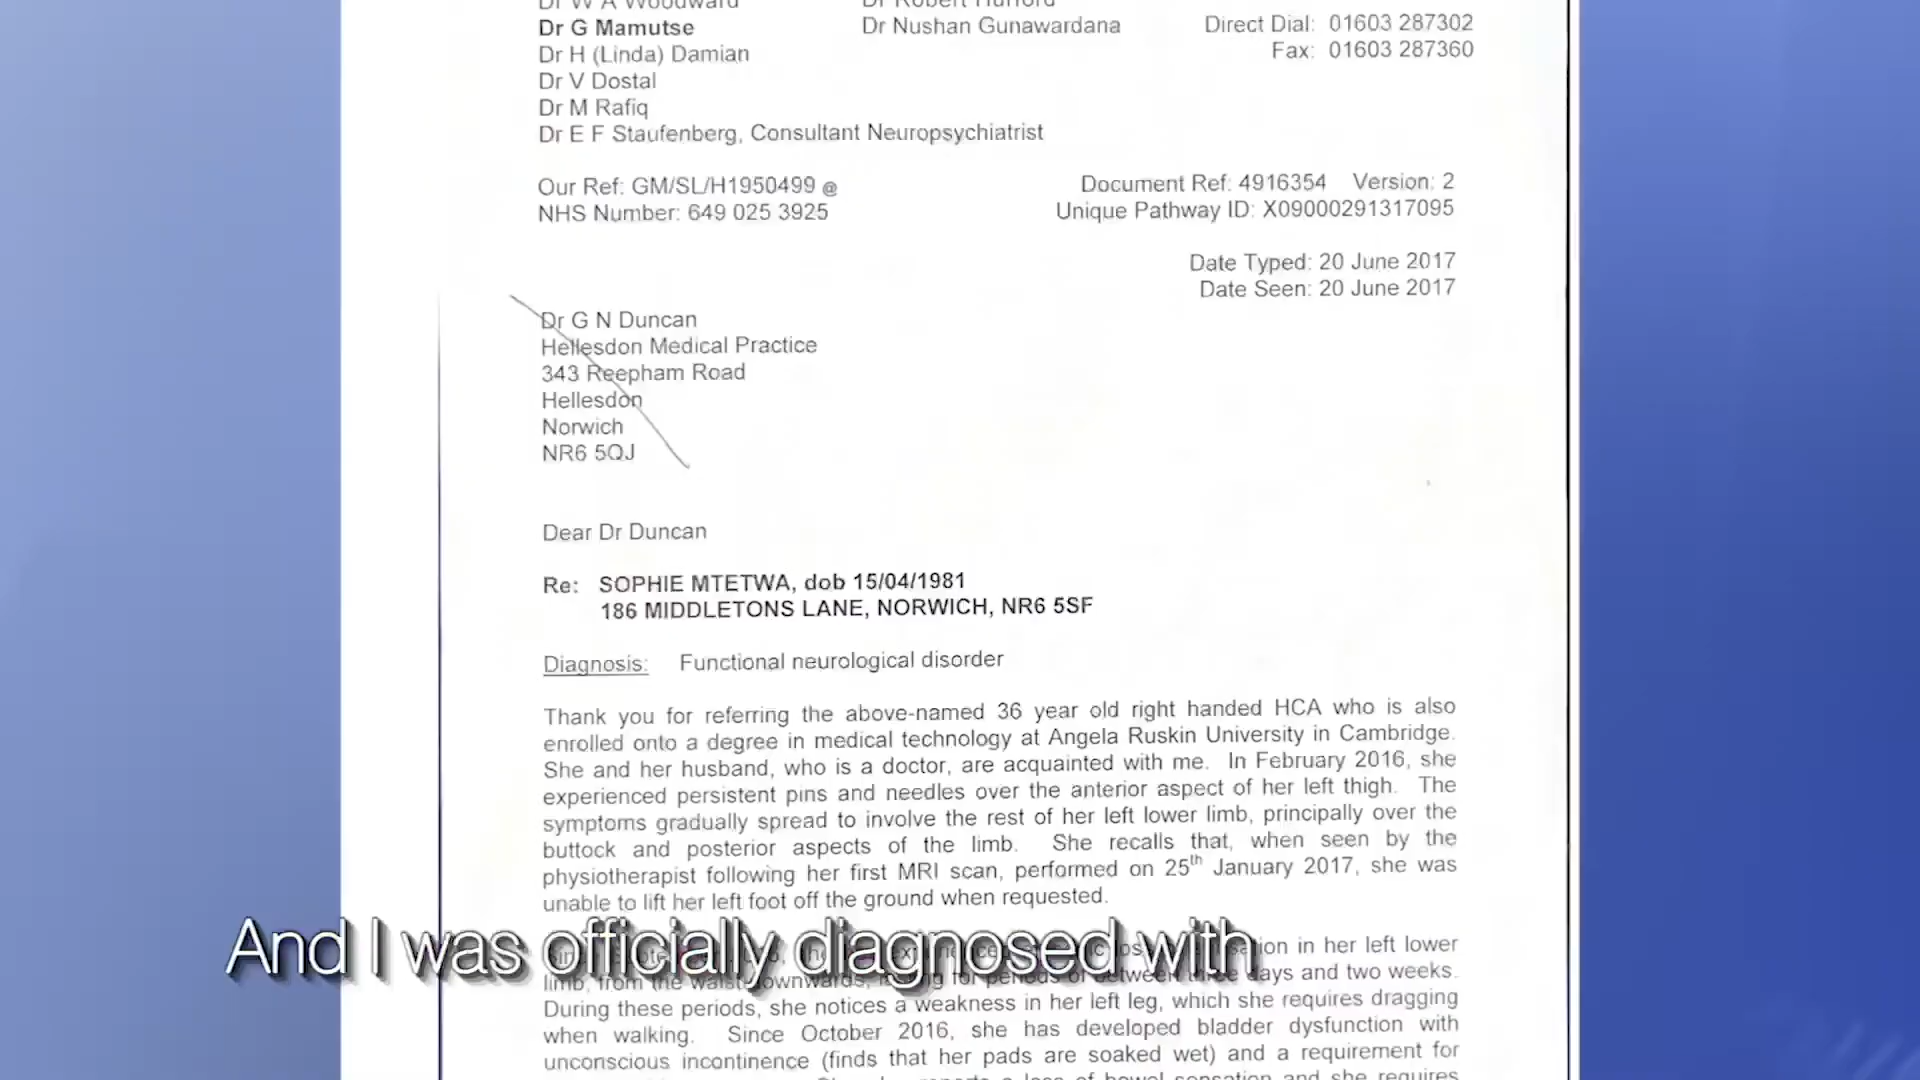 Dr W A Woodward
Dr Robert Hurford
Dr G Mamutse
Dr Nushan Gunawardana
Direct Dial: 01603 287302
Dr H (Linda) Damian
Fax: 01603 287360
Dr V Dostal
Dr M Rafiq
Dr E F Staufenberg, Consultant Neuropsychiatrist
Our Ref: GM/SL/H1950499 @
Document Ref: 4916354 Version: 2
NHS Number: 649 025 3925
Unique Pathway ID: X09000291317095
Date Typed: 20 June 2017
Date Seen: 20 June 2017
Dr G N Duncan
Hellesdon Medical Practice
343 Reepham Road
Hellesdon
Norwich
NR6 5QJ
Dear Dr Duncan
Re: SOPHIE MTETWA, dob 15/04/1981
186 MIDDLETONS LANE, NORWICH, NR6 5SF
Diagnosis: Functional neurological disorder
Thank you for referring the above-named 36 year old right handed HCA who is also
enrolled onto a degree in medical technology at Angela Ruskin University in Cambridge.
She and her husband, who is a doctor, are acquainted with me. In February 2016, she
experienced persistent pins and needles over the anterior aspect of her left thigh. The
symptoms gradually spread to involve the rest of her left lower limb, principally over the
buttock and posterior aspects of the limb. She recalls that, when seen by the
physiotherapist following her first MRI scan, performed on 25th January 2017, she was
unable to lift her left foot off the ground when requested.
And I was officially diagnosed with
in her left lower
limb, from the waist downwards, lasting for periods of between three days and two weeks.
During these periods, she notices a weakness in her left leg, which she requires dragging
when walking. Since October 2016, she has developed bladder dysfunction with
unconscious incontinence (finds that her pads are soaked wet) and a requirement for
a loss of bowel sensation and she requires